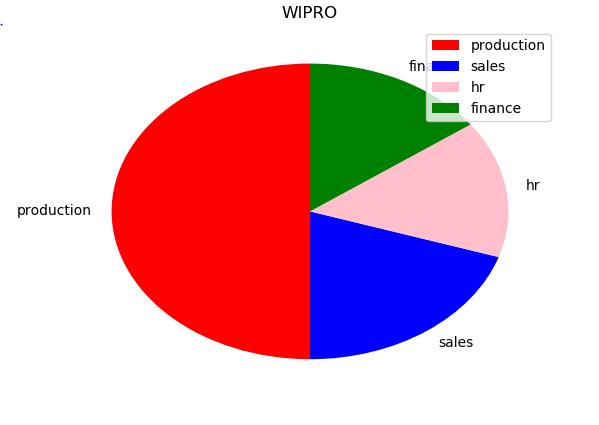 WIPRO
production
sales
hr
finance
hr
production
sales